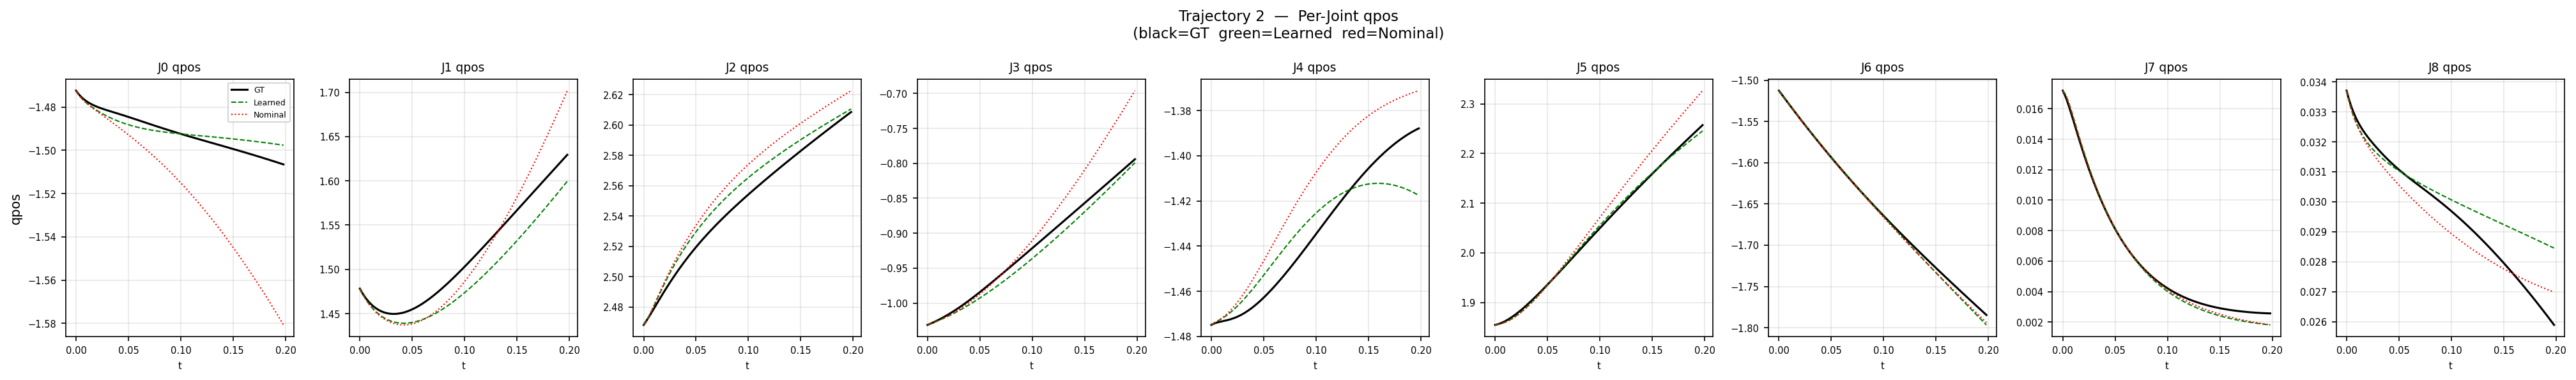 Trajectory 2 — Per-Joint qpos
(black=GT green=Learned red=Nominal)
J0 qpos
J1 qpos
J2 qpos
J3 qpos
J4 qpos
J5 qpos
J6 qpos
J7 qpos
J8 qpos
qpos
GT
Learned
Nominal
−1.48
−1.50
−1.52
−1.54
−1.56
−1.58
0.00 0.05 0.10 0.15 0.20
t
1.70
1.65
1.60
1.55
1.50
1.45
0.00 0.05 0.10 0.15 0.20
t
2.62
2.60
2.58
2.56
2.54
2.52
2.50
2.48
0.00 0.05 0.10 0.15 0.20
t
−0.70
−0.75
−0.80
−0.85
−0.90
−0.95
−1.00
0.00 0.05 0.10 0.15 0.20
t
−1.38
−1.40
−1.42
−1.44
−1.46
−1.48
0.00 0.05 0.10 0.15 0.20
t
2.3
2.2
2.1
2.0
1.9
0.00 0.05 0.10 0.15 0.20
t
−1.50
−1.55
−1.60
−1.65
−1.70
−1.75
−1.80
0.00 0.05 0.10 0.15 0.20
t
0.016
0.014
0.012
0.010
0.008
0.006
0.004
0.002
0.00 0.05 0.10 0.15 0.20
t
0.034
0.033
0.032
0.031
0.030
0.029
0.028
0.027
0.026
0.00 0.05 0.10 0.15 0.20
t